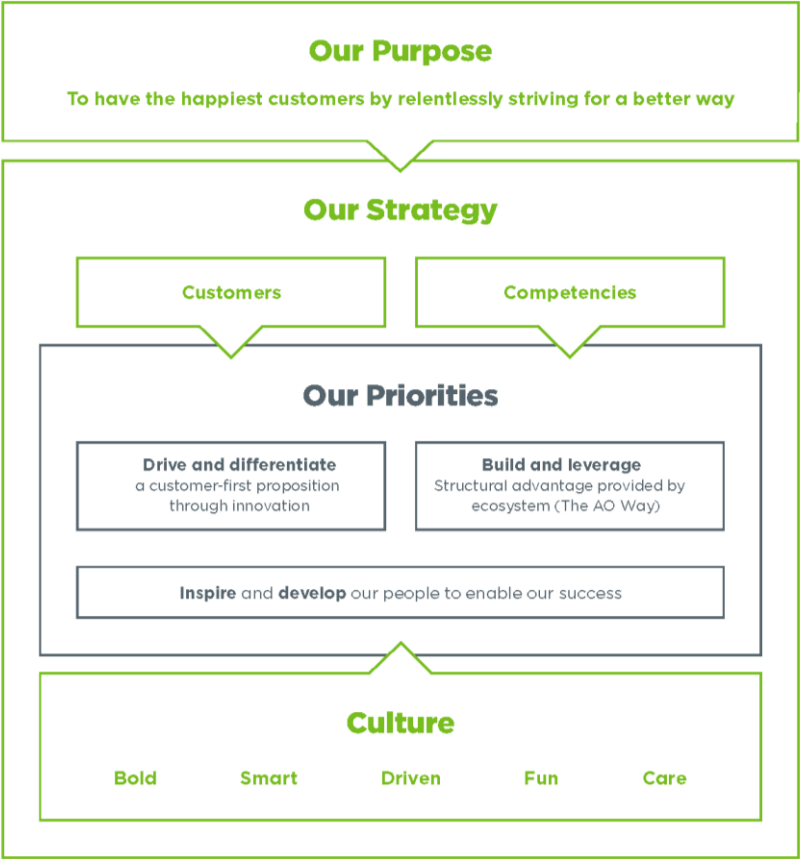 Our Purpose
To have the happiest customers by relentlessly striving for a better way
Our Strategy
Customers
Competencies
Our Priorities
Drive and differentiate
a customer-first proposition
through innovation
Build and leverage
Structural advantage provided by
ecosystem (The AO Way)
Inspire and develop our people to enable our success
Culture
Bold Smart Driven Fun Care